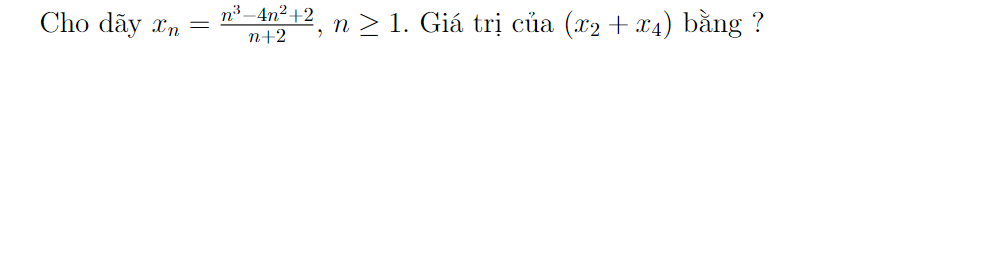 Cho dãy $x_n = \frac{n^3-4n^2+2}{n+2}$, $n \geq 1$. Giá trị của $(x_2 + x_4)$ bằng ?